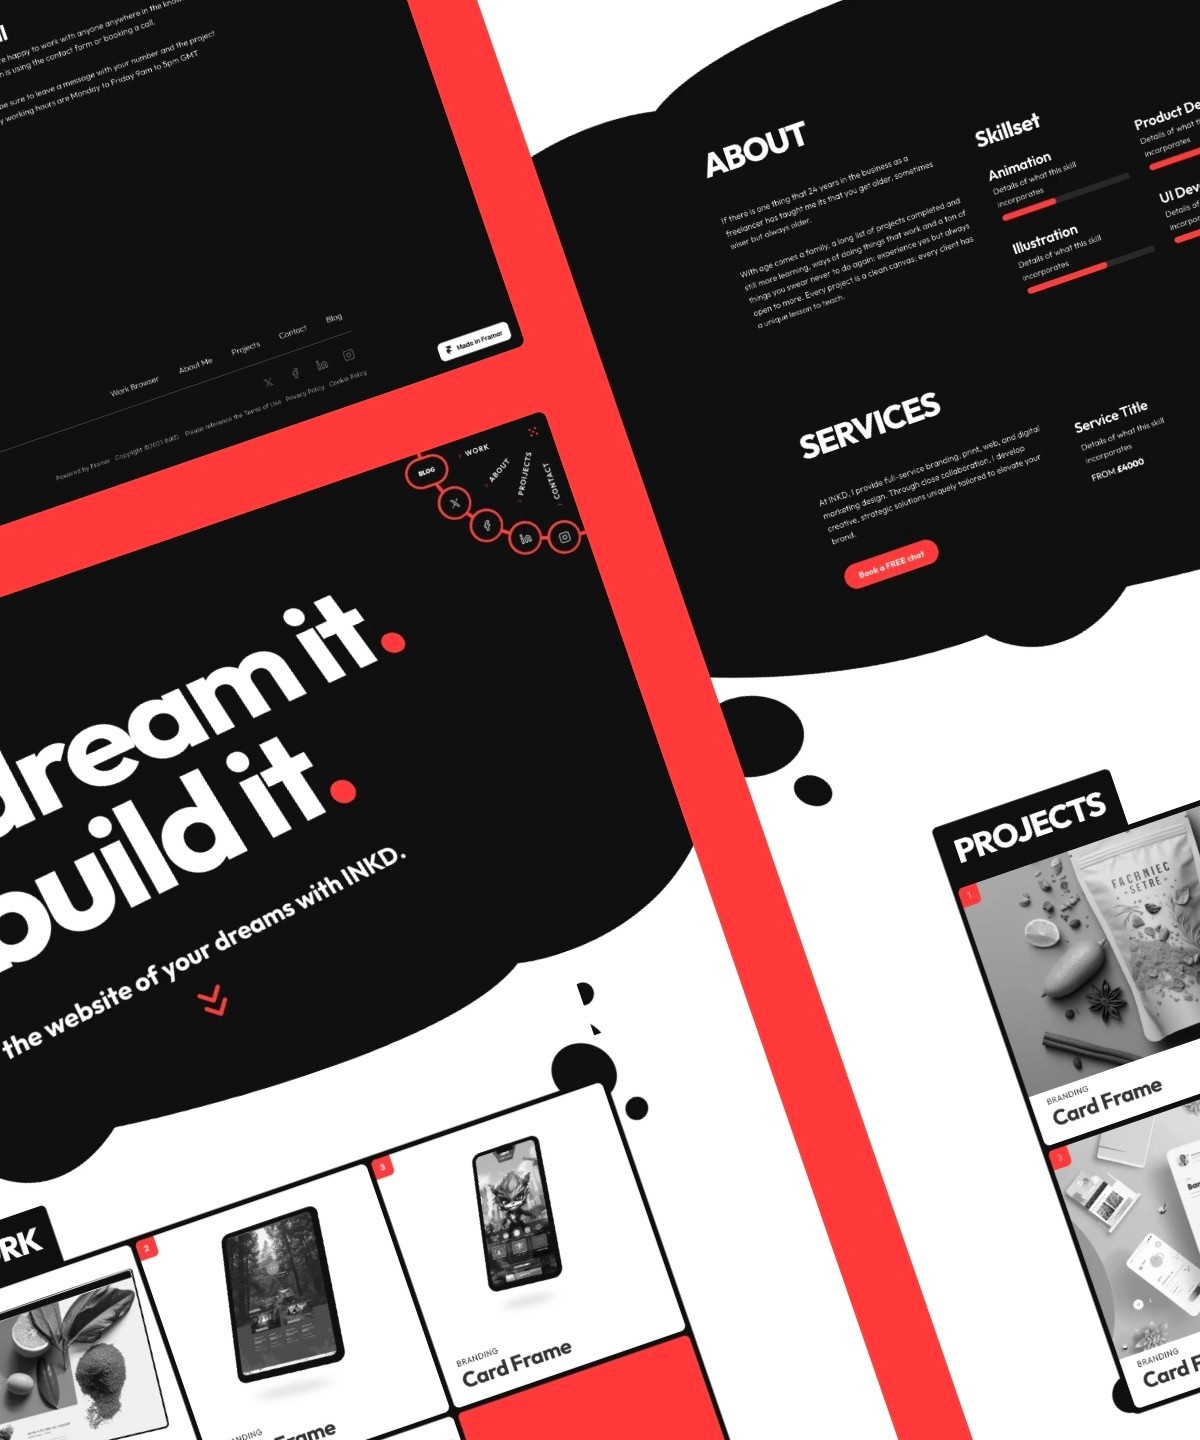 re happy to work with anyone anywhere in the know
n is using the contact form or booking a call.
be sure to leave a message with your number and the project
y working hours are Monday to Friday 9am to 5pm GMT
Work Browser
About Me
Projects
Contact
Blog
Powered by Framer Copyright ©2021 INKD Please reference the Terms of Use Privacy Policy Cookie Policy
Made in Framer
BLOG
WORK
ABOUT
PROJECTS
CONTACT
dream it.
build it.
the website of your dreams with INKD.
RK
2
3
BRANDING
Card Frame
NDING
rame
ABOUT
If there is one thing that 24 years in the business as a
freelancer has taught me its that you get older, sometimes
wiser but always older.
With age comes a family, a long list of projects completed and
still more learning, ways of doing things that work and a ton of
things you swear never to do again: experience yes but always
open to more. Every project is a clean canvas; every client has
a unique lesson to teach.
Skillset
Animation
Details of what this skill
incorporates
Illustration
Details of what this skill
incorporates
Product De
Details of what th
incorporates
UI Dev
Details of
incorpor
SERVICES
At INKD, I provide full-service branding, print, web, and digital
marketing design. Through close collaboration, I develop
creative, strategic solutions uniquely tailored to elevate your
brand.
Book a FREE chat
Service Title
Details of what this skill
incorporates
FROM £4000
PROJECTS
1
FACRNIEC
SETRE
BRANDING
Card Frame
3
BRANDING
Card F